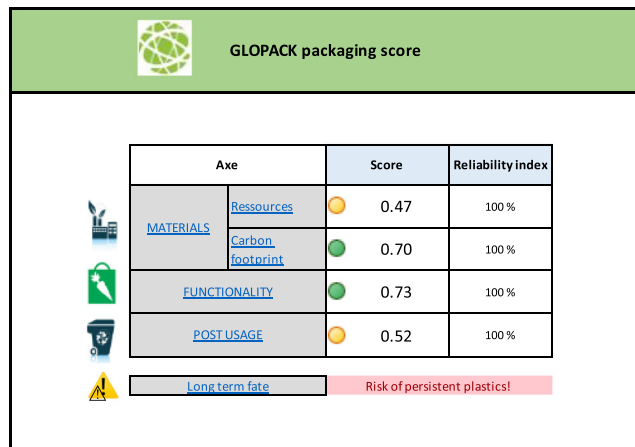 GLOPACK packaging score
Axe Score Reliability index
MATERIALS Ressources 0.47 100 %
Carbon footprint 0.70 100 %
FUNCTIONALITY 0.73 100 %
POST USAGE 0.52 100 %
Long term fate Risk of persistent plastics!